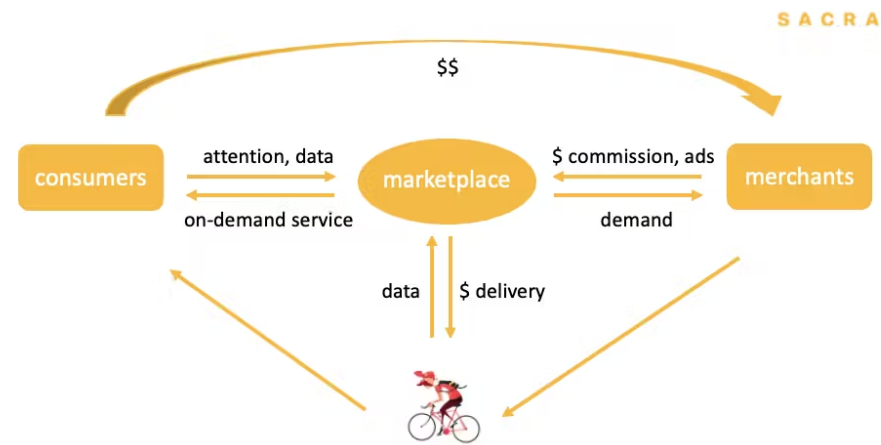 SACRA
$$
consumers
attention, data
on-demand service
marketplace
$ commission, ads
demand
merchants
data
$ delivery